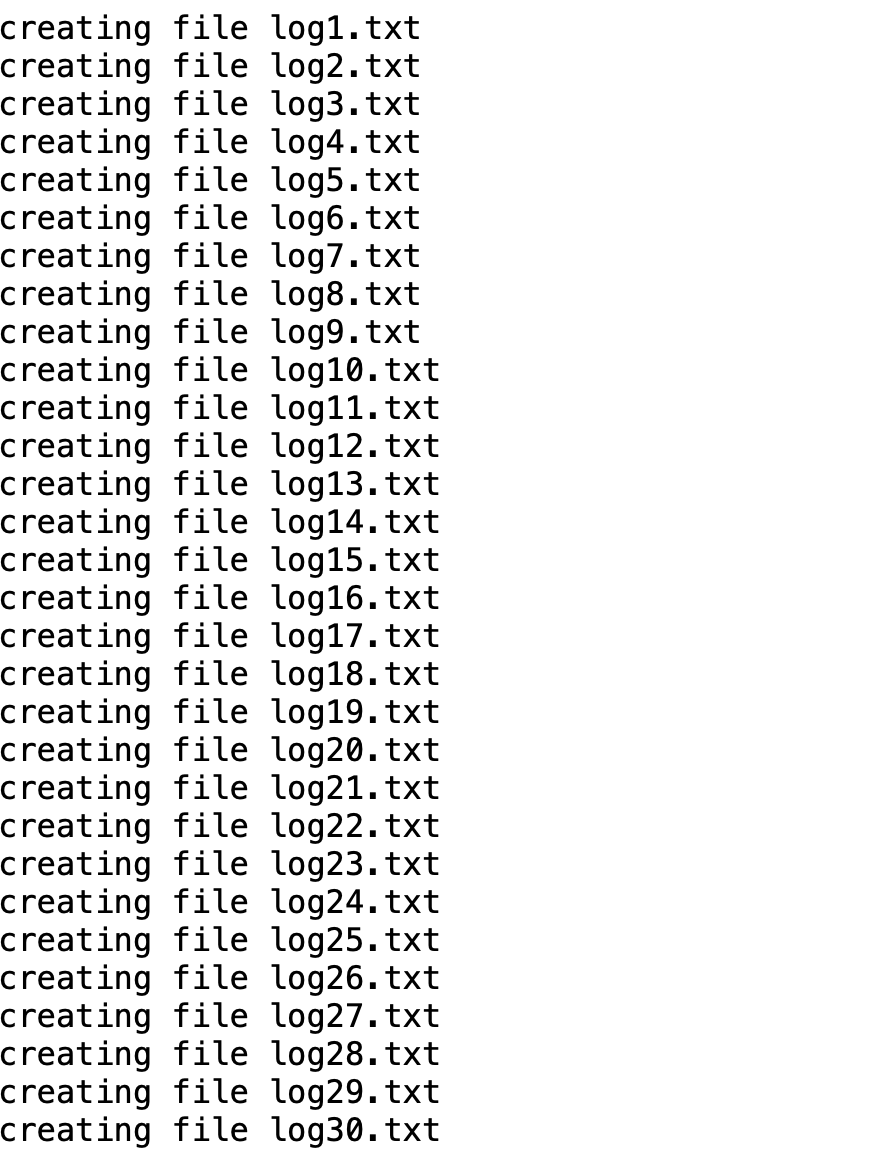 creating file log1.txt
creating file log2.txt
creating file log3.txt
creating file log4.txt
creating file log5.txt
creating file log6.txt
creating file log7.txt
creating file log8.txt
creating file log9.txt
creating file log10.txt
creating file log11.txt
creating file log12.txt
creating file log13.txt
creating file log14.txt
creating file log15.txt
creating file log16.txt
creating file log17.txt
creating file log18.txt
creating file log19.txt
creating file log20.txt
creating file log21.txt
creating file log22.txt
creating file log23.txt
creating file log24.txt
creating file log25.txt
creating file log26.txt
creating file log27.txt
creating file log28.txt
creating file log29.txt
creating file log30.txt